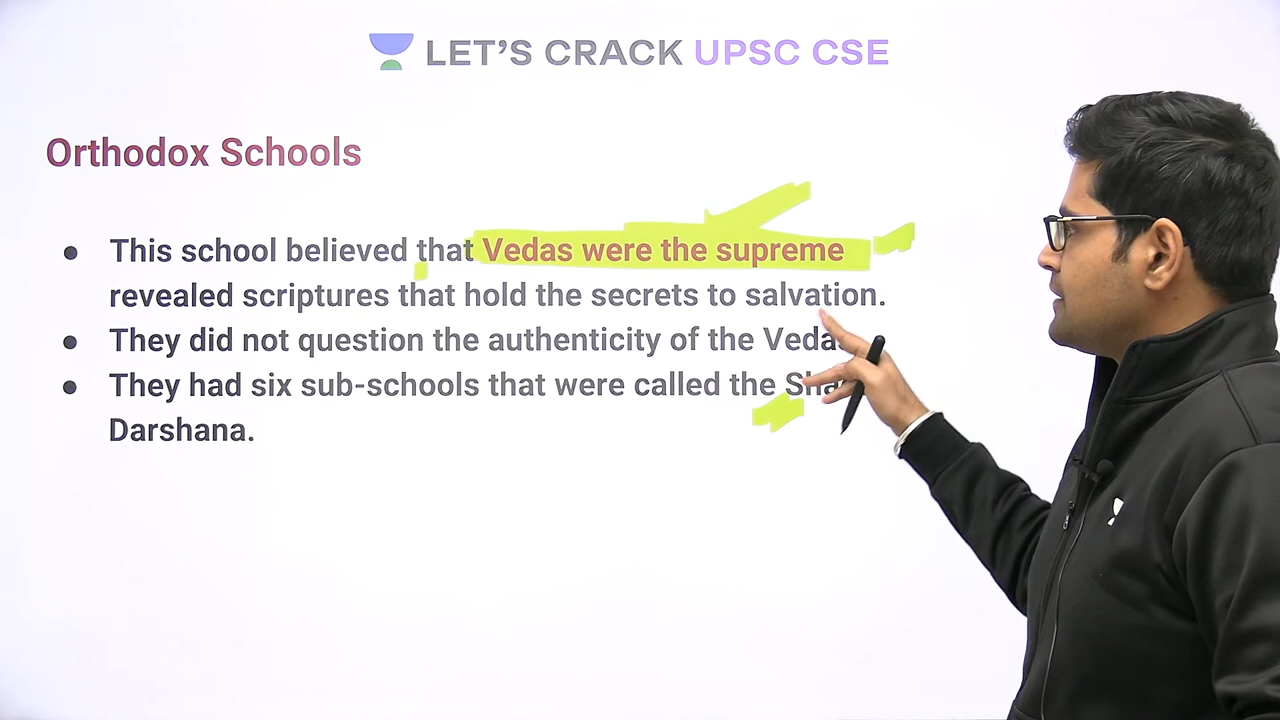 LET'S CRACK UPSC CSE
Orthodox Schools
● This school believed that Vedas were the supreme
revealed scriptures that hold the secrets to salvation.
● They did not question the authenticity of the
● They had six sub-schools that were called the
Darshana.